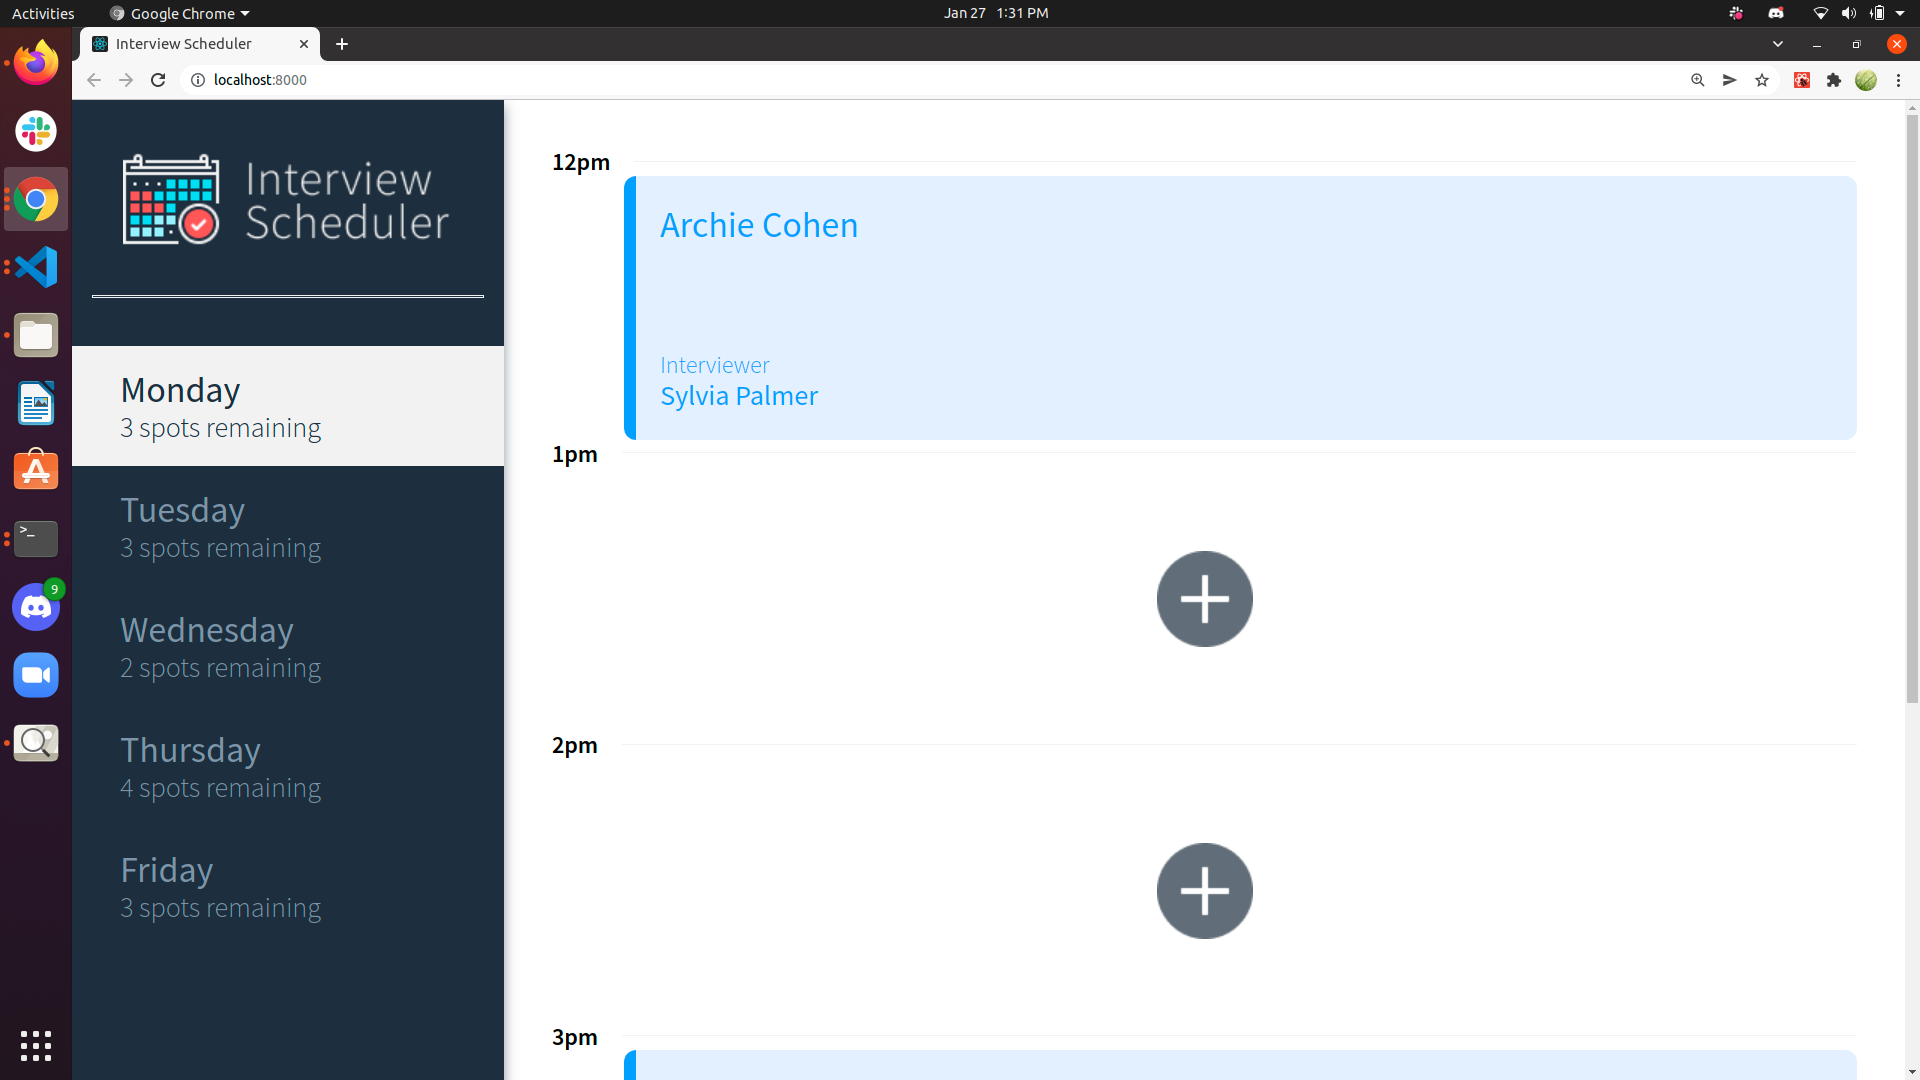 Activities
Google Chrome
Jan 27 1:31 PM
Interview Scheduler
localhost:8000
Interview
Scheduler
Monday
3 spots remaining
Tuesday
3 spots remaining
Wednesday
2 spots remaining
Thursday
4 spots remaining
Friday
3 spots remaining
12pm
Archie Cohen
Interviewer
Sylvia Palmer
1pm
2pm
3pm
>_
9